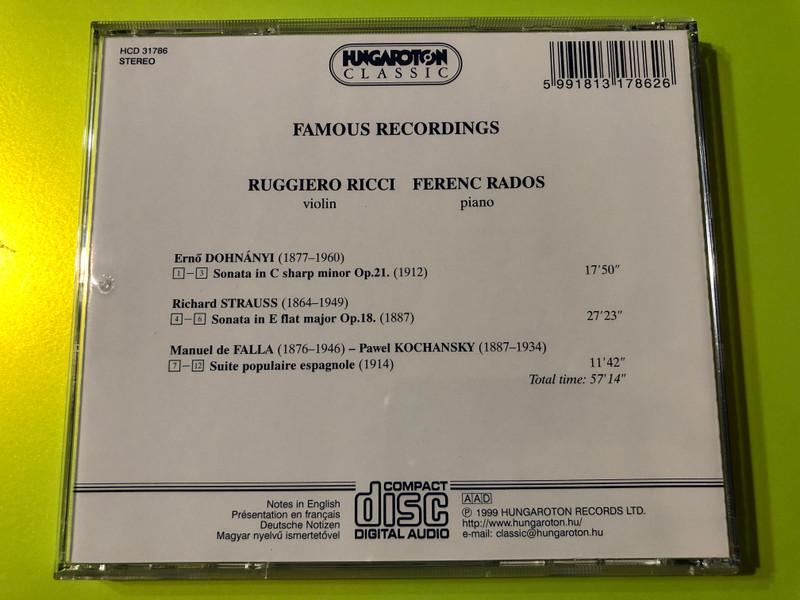 HCD 31786
STEREO
HUNGAROTON
CLASSIC
5 991813 178626
FAMOUS RECORDINGS
RUGGIERO RICCI FERENC RADOS
violin piano
Ernő DOHNÁNYI (1877–1960)
1–3 Sonata in C sharp minor Op.21. (1912) 17'50"
Richard STRAUSS (1864–1949)
4–6 Sonata in E flat major Op.18. (1887) 27'23"
Manuel de FALLA (1876–1946) – Pawel KOCHANSKY (1887–1934)
7–12 Suite populaire espagnole (1914) 11'42"
Total time: 57'14"
Notes in English
Présentation en français
Deutsche Notizen
Magyar nyelvű ismertetővel
COMPACT
disc
DIGITAL AUDIO
AAD
℗ 1999 HUNGAROTON RECORDS LTD.
http://www.hungaroton.hu/
e-mail: classic@hungaroton.hu